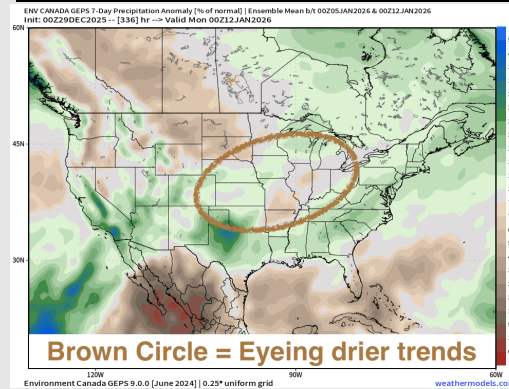 ENV CANADA GEPS 7-Day Precipitation Anomaly [% of normal] | Ensemble Mean b/t 00Z05JAN2026 & 00Z12JAN2026
Init: 00Z29DEC2025 -- [336] hr --> Valid Mon 00Z12JAN2026
60N
45N
30N
Brown Circle = Eyeing drier trends
120W 90W 60W
Environment Canada GEPS 9.0.0 [June 2024] | 0.25° uniform grid
weathermodels.co